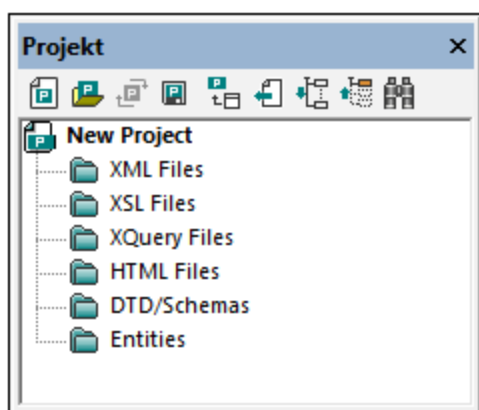 Projekt
New Project
XML Files
XSL Files
XQuery Files
HTML Files
DTD/Schemas
Entities